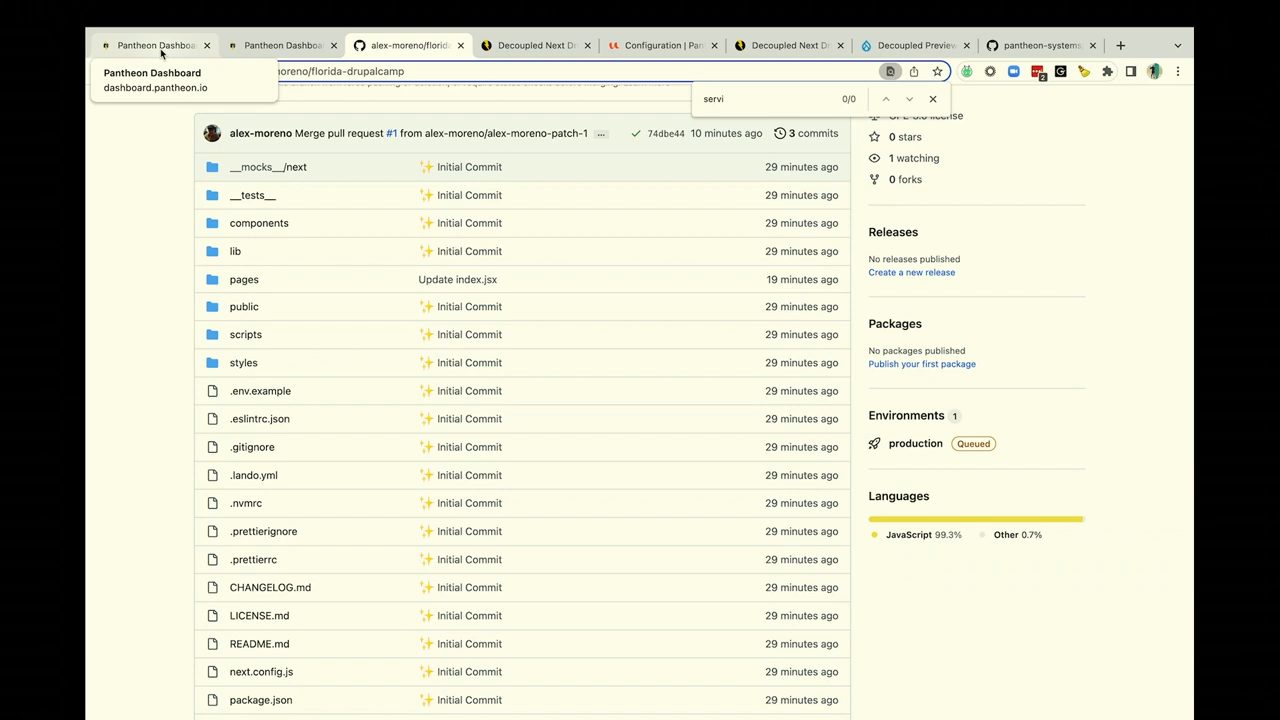 Pantheon Dashboa
Pantheon Dashboa
alex-moreno/florida
Decoupled Next D
Configuration | Pan
Decoupled Next D
Decoupled Preview
pantheon-systems
Pantheon Dashboard
dashboard.pantheon.io
oreno/florida-drupalcamp
2
servi
0/0
GPL-3.0 license
alex-moreno Merge pull request #1 from alex-moreno/alex-moreno-patch-1 ... 74dbe44 10 minutes ago 3 commits
0 stars
1 watching
0 forks
__mocks__/next ✨ Initial Commit 29 minutes ago
__tests__ ✨ Initial Commit 29 minutes ago
components ✨ Initial Commit 29 minutes ago
lib ✨ Initial Commit 29 minutes ago
pages Update index.jsx 19 minutes ago
public ✨ Initial Commit 29 minutes ago
scripts ✨ Initial Commit 29 minutes ago
styles ✨ Initial Commit 29 minutes ago
.env.example ✨ Initial Commit 29 minutes ago
.eslintrc.json ✨ Initial Commit 29 minutes ago
.gitignore ✨ Initial Commit 29 minutes ago
.lando.yml ✨ Initial Commit 29 minutes ago
.nvmrc ✨ Initial Commit 29 minutes ago
.prettierignore ✨ Initial Commit 29 minutes ago
.prettierrc ✨ Initial Commit 29 minutes ago
CHANGELOG.md ✨ Initial Commit 29 minutes ago
LICENSE.md ✨ Initial Commit 29 minutes ago
README.md ✨ Initial Commit 29 minutes ago
next.config.js ✨ Initial Commit 29 minutes ago
package.json ✨ Initial Commit 29 minutes ago
Releases
No releases published
Create a new release
Packages
No packages published
Publish your first package
Environments 1
production Queued
Languages
JavaScript 99.3% Other 0.7%